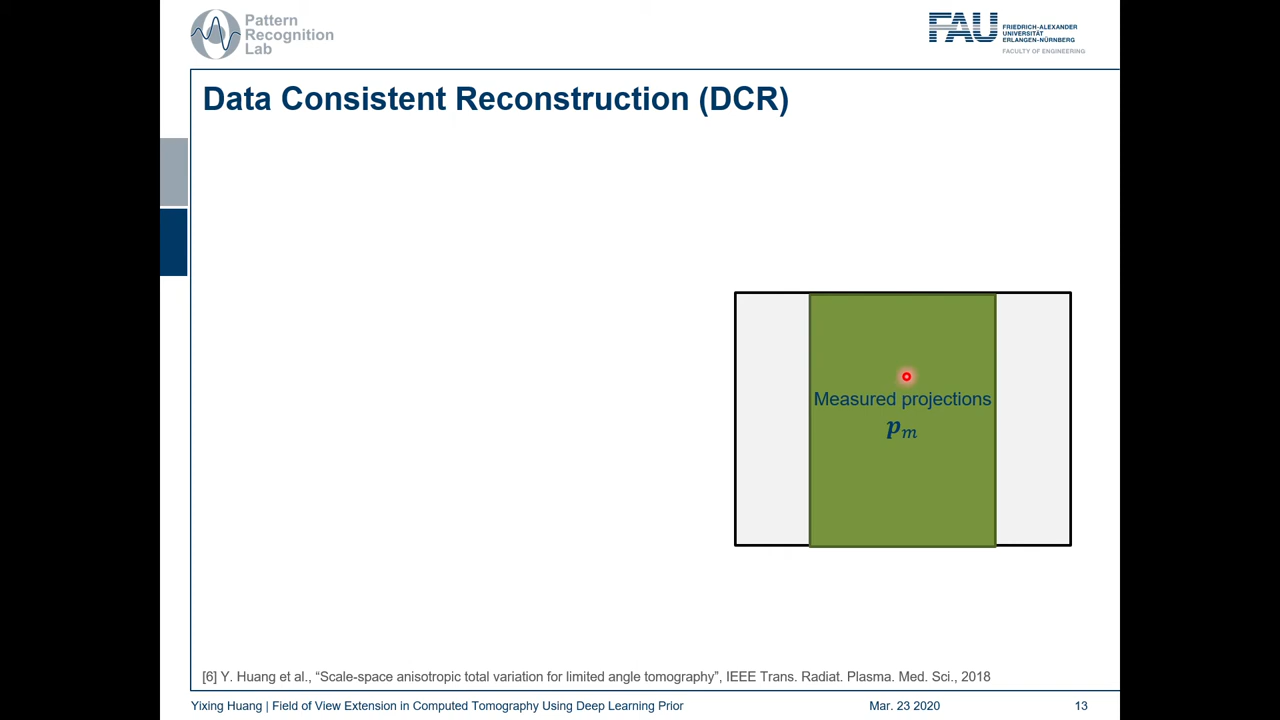 Pattern
Recognition
Lab
FAU
FRIEDRICH-ALEXANDER
UNIVERSITÄT
ERLANGEN-NÜRNBERG
FACULTY OF ENGINEERING
Data Consistent Reconstruction (DCR)
Measured projections
pₘ
[6] Y. Huang et al., “Scale-space anisotropic total variation for limited angle tomography”, IEEE Trans. Radiat. Plasma. Med. Sci., 2018
Yixing Huang | Field of View Extension in Computed Tomography Using Deep Learning Prior
Mar. 23 2020
13